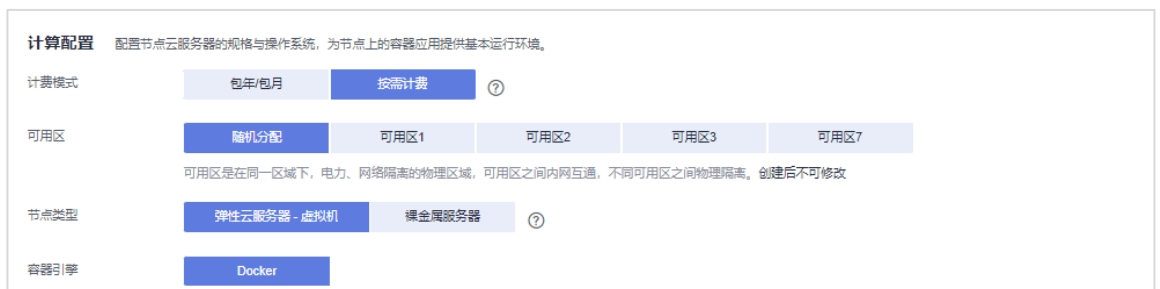 计算配置 配置节点云服务器的规格与操作系统，为节点上的容器应用提供基本运行环境。
计费模式 包年/包月 按需计费 ?
可用区 随机分配 可用区1 可用区2 可用区3 可用区7
可用区是在同一区域下，电力、网络隔离的物理区域，可用区之间内网互通，不同可用区之间物理隔离。创建后不可修改
节点类型 弹性云服务器 - 虚拟机 裸金属服务器 ?
容器引擎 Docker